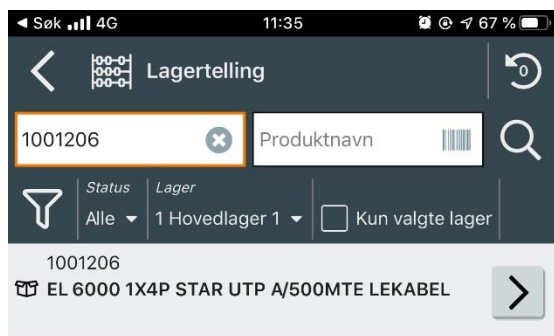 ◀ Søk 4G 11:35 67 %
Lagertelling 0
1001206 Produktnavn
Status Lager
Alle 1 Hovedlager 1 Kun valgte lager
1001206
EL 6000 1X4P STAR UTP A/500MTE LEKABEL